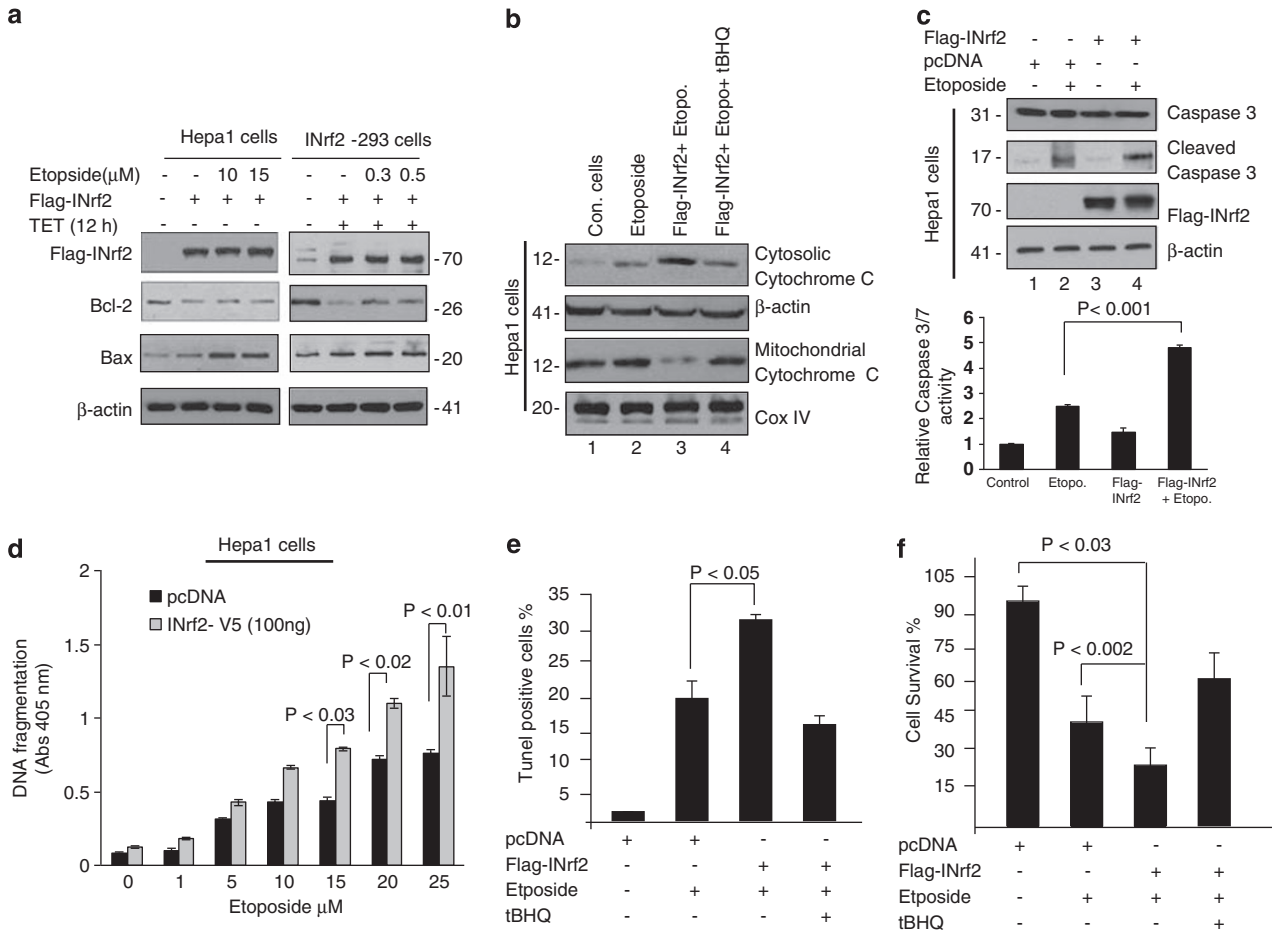 a
Hepa1 cells
INrf2 -293 cells
Etopside(μM) - - 10 15 - - 0.3 0.5
Flag-INrf2 - + + + - + + +
TET (12 h) - + + +
Flag-INrf2 -70
Bcl-2 -26
Bax -20
β-actin -41
b
Con. cells
Etoposide
Flag-INrf2+ Etopo.
Flag-INrf2+ Etopo+ tBHQ
Hepa1 cells
12- Cytosolic
Cytochrome C
41- β-actin
12- Mitochondrial
Cytochrome C
20- Cox IV
1 2 3 4
c
Flag-INrf2 - - + +
pcDNA + + - -
Etoposide - + - +
Hepa1 cells
31 - Caspase 3
17 - Cleaved
Caspase 3
70 - Flag-INrf2
41 - β-actin
1 2 3 4
P< 0.001
Relative Caspase 3/7
activity
6
5
4
3
2
1
0
Control Etopo. Flag-
INrf2 Flag-INrf2
+ Etopo.
d
Hepa1 cells
pcDNA
INrf2- V5 (100ng)
P < 0.03
P < 0.02
P < 0.01
DNA fragmentation
(Abs 405 nm)
2
1.5
1
0.5
0
0 1 5 10 15 20 25
Etoposide μM
e
P < 0.05
Tunel positive cells %
35
30
25
20
15
10
5
pcDNA + + - -
Flag-INrf2 - - + +
Etposide - + + +
tBHQ - - - +
f
P < 0.03
P < 0.002
Cell Survival %
105
90
75
60
45
30
15
pcDNA + + - -
Flag-INrf2 - - + +
Etposide - + + +
tBHQ - - - +